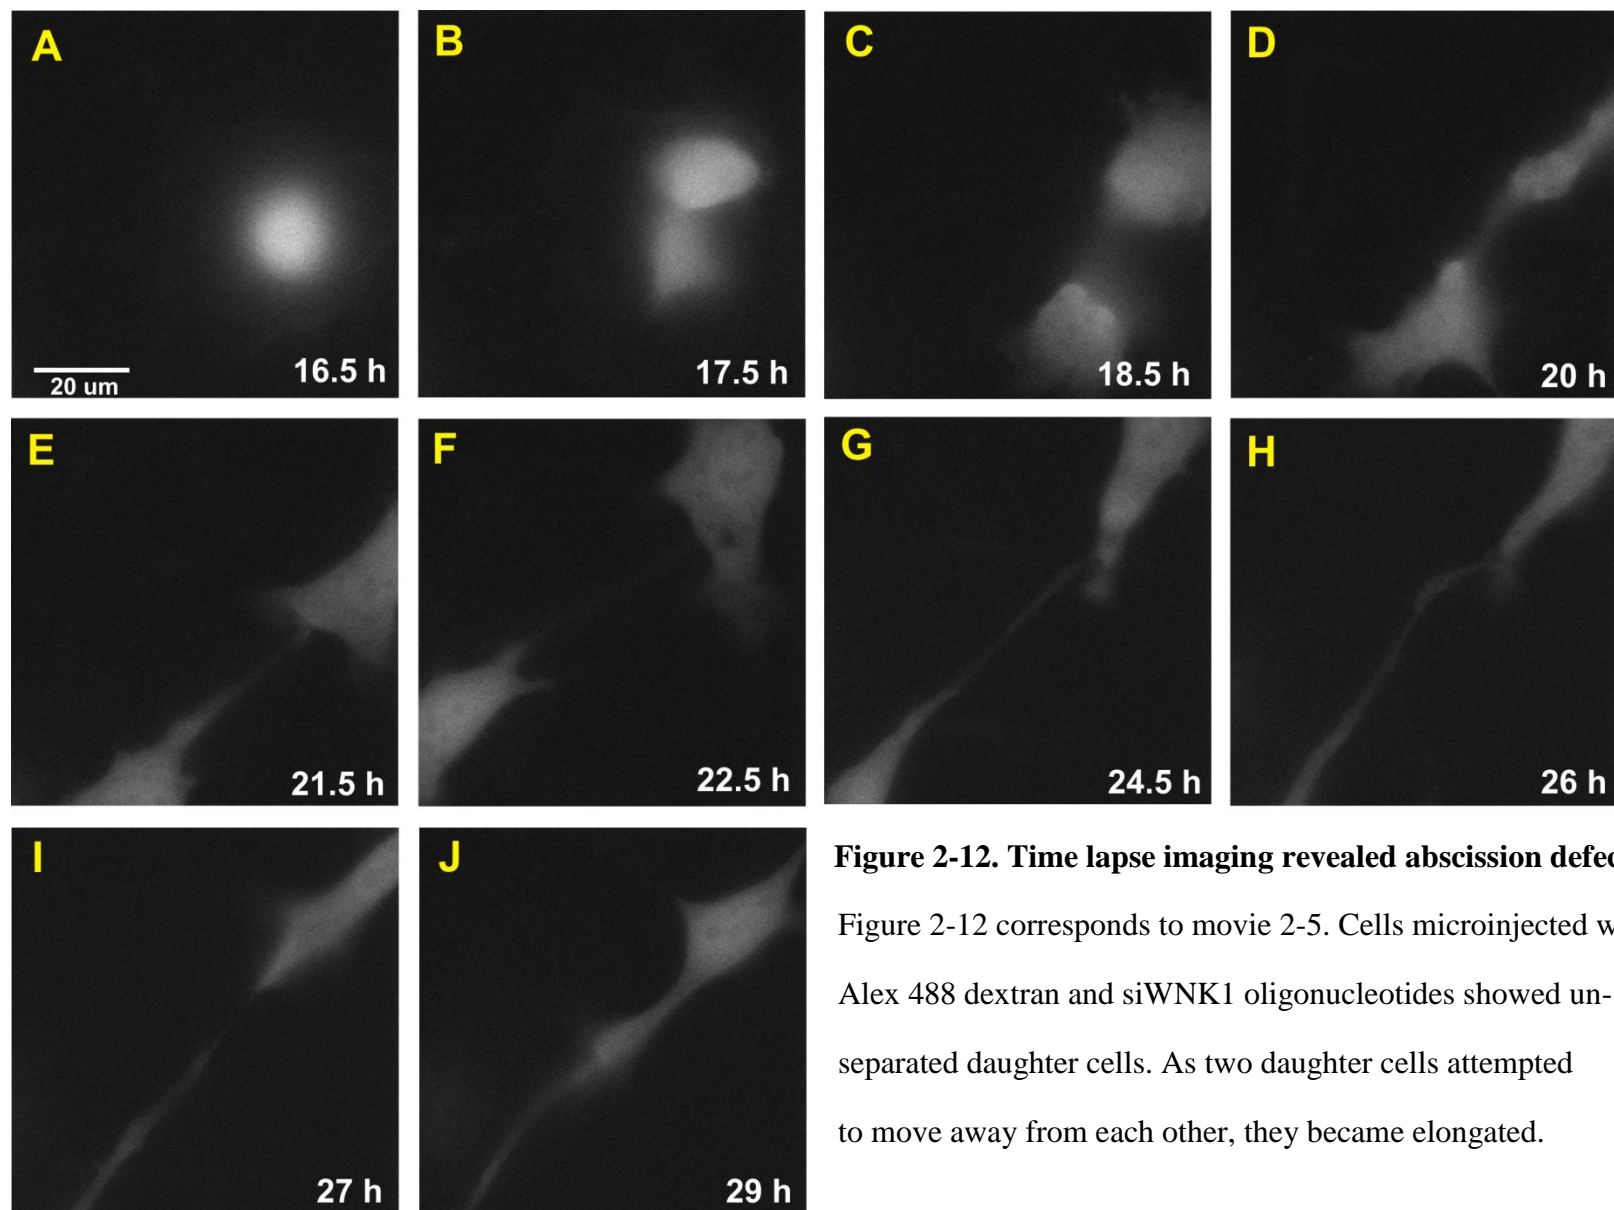 A
20 um
16.5 h
B
17.5 h
C
18.5 h
D
20 h
E
21.5 h
F
22.5 h
G
24.5 h
H
26 h
I
27 h
J
29 h
Figure 2-12. Time lapse imaging revealed abscission
Figure 2-12 corresponds to movie 2-5. Cells microinjected
Alex 488 dextran and siWNK1 oligonucleotides showed un-
separated daughter cells. As two daughter cells attempted
to move away from each other, they became elongated.